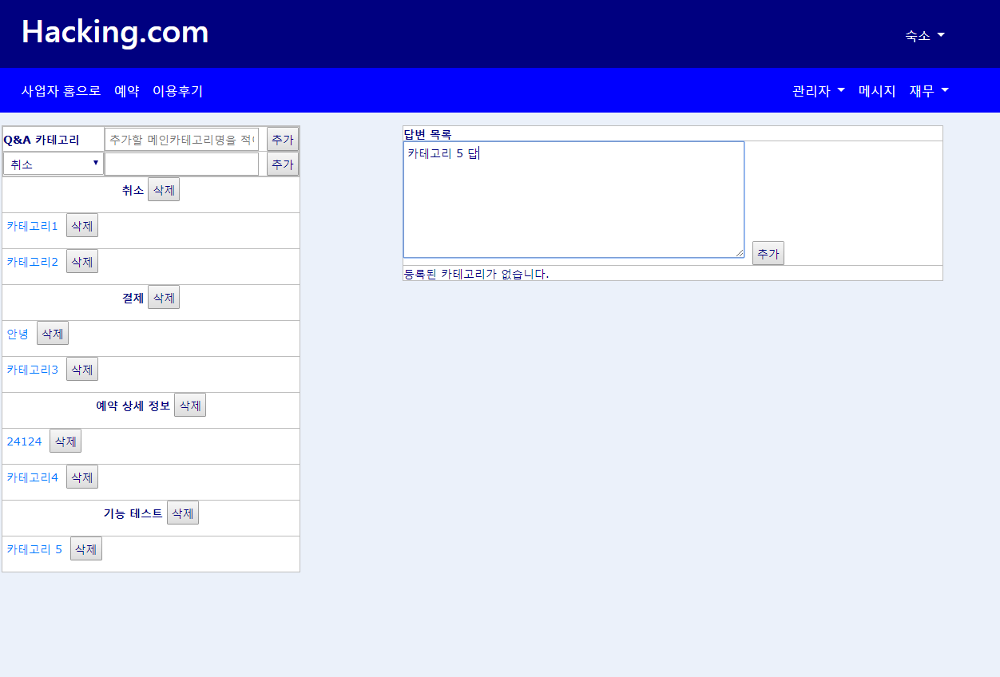 Hacking.com
숙소
사업자 홈으로 예약 이용후기
관리자 메시지 재무
Q&A 카테고리 추가할 메인카테고리명을 적 추가
취소 추가
취소 삭제
카테고리1 삭제
카테고리2 삭제
결제 삭제
안녕 삭제
카테고리3 삭제
예약 상세 정보 삭제
24124 삭제
카테고리4 삭제
기능 테스트 삭제
카테고리 5 삭제
답변 목록
카테고리 5 답
추가
등록된 카테고리가 없습니다.